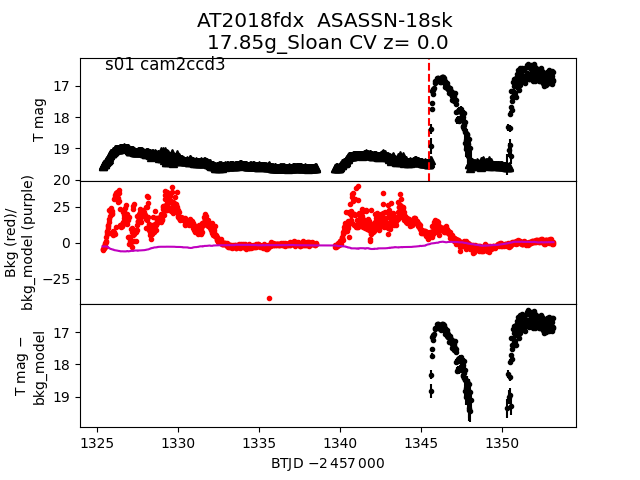 AT2018fdx ASASSN-18sk
17.85g_Sloan CV z= 0.0
s01 cam2ccd3
T mag
17
18
19
20
Bkg (red)/
bkg_model (purple)
25
0
−25
T mag −
bkg_model
17
18
19
1325 1330 1335 1340 1345 1350
BTJD −2 457 000